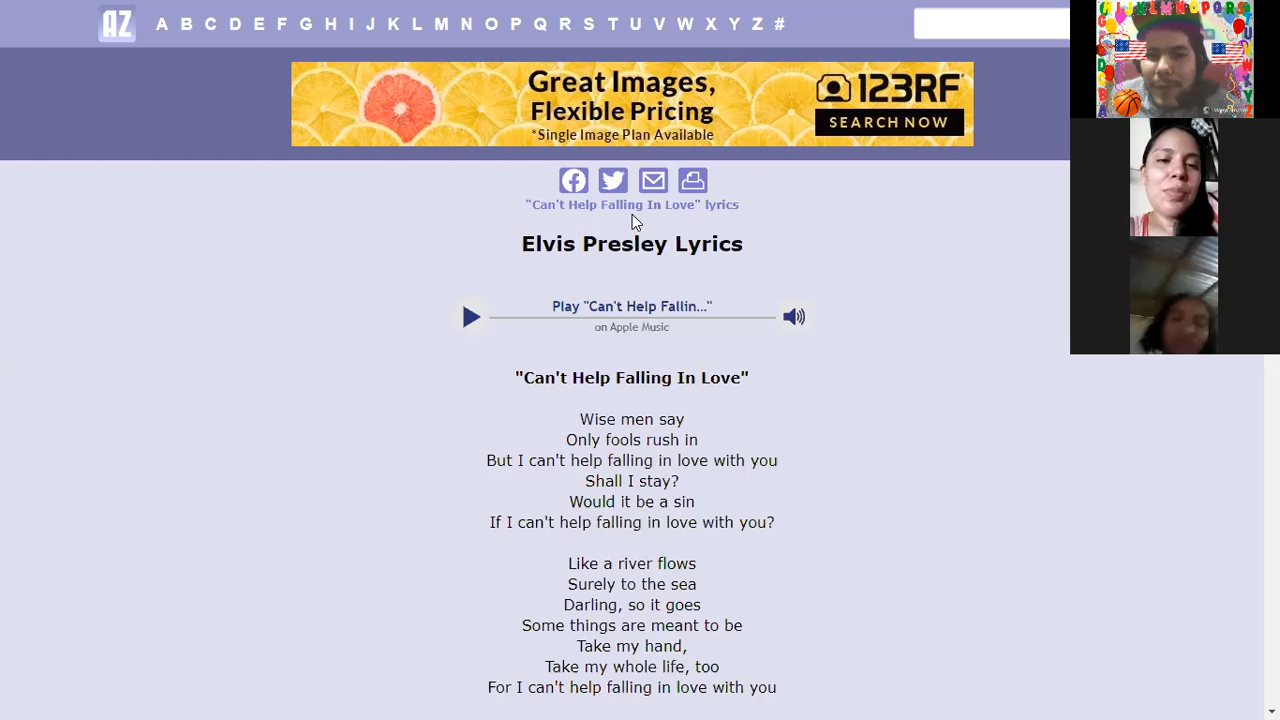 AZ
A B C D E F G H I J K L M N O P Q R S T U V W X Y Z #
Great Images,
Flexible Pricing
*Single Image Plan Available
123RF
SEARCH NOW
"Can't Help Falling In Love" lyrics
Elvis Presley Lyrics
Play "Can't Help Fallin..."
on Apple Music
"Can't Help Falling In Love"
Wise men say
Only fools rush in
But I can't help falling in love with you
Shall I stay?
Would it be a sin
If I can't help falling in love with you?
Like a river flows
Surely to the sea
Darling, so it goes
Some things are meant to be
Take my hand,
Take my whole life, too
For I can't help falling in love with you